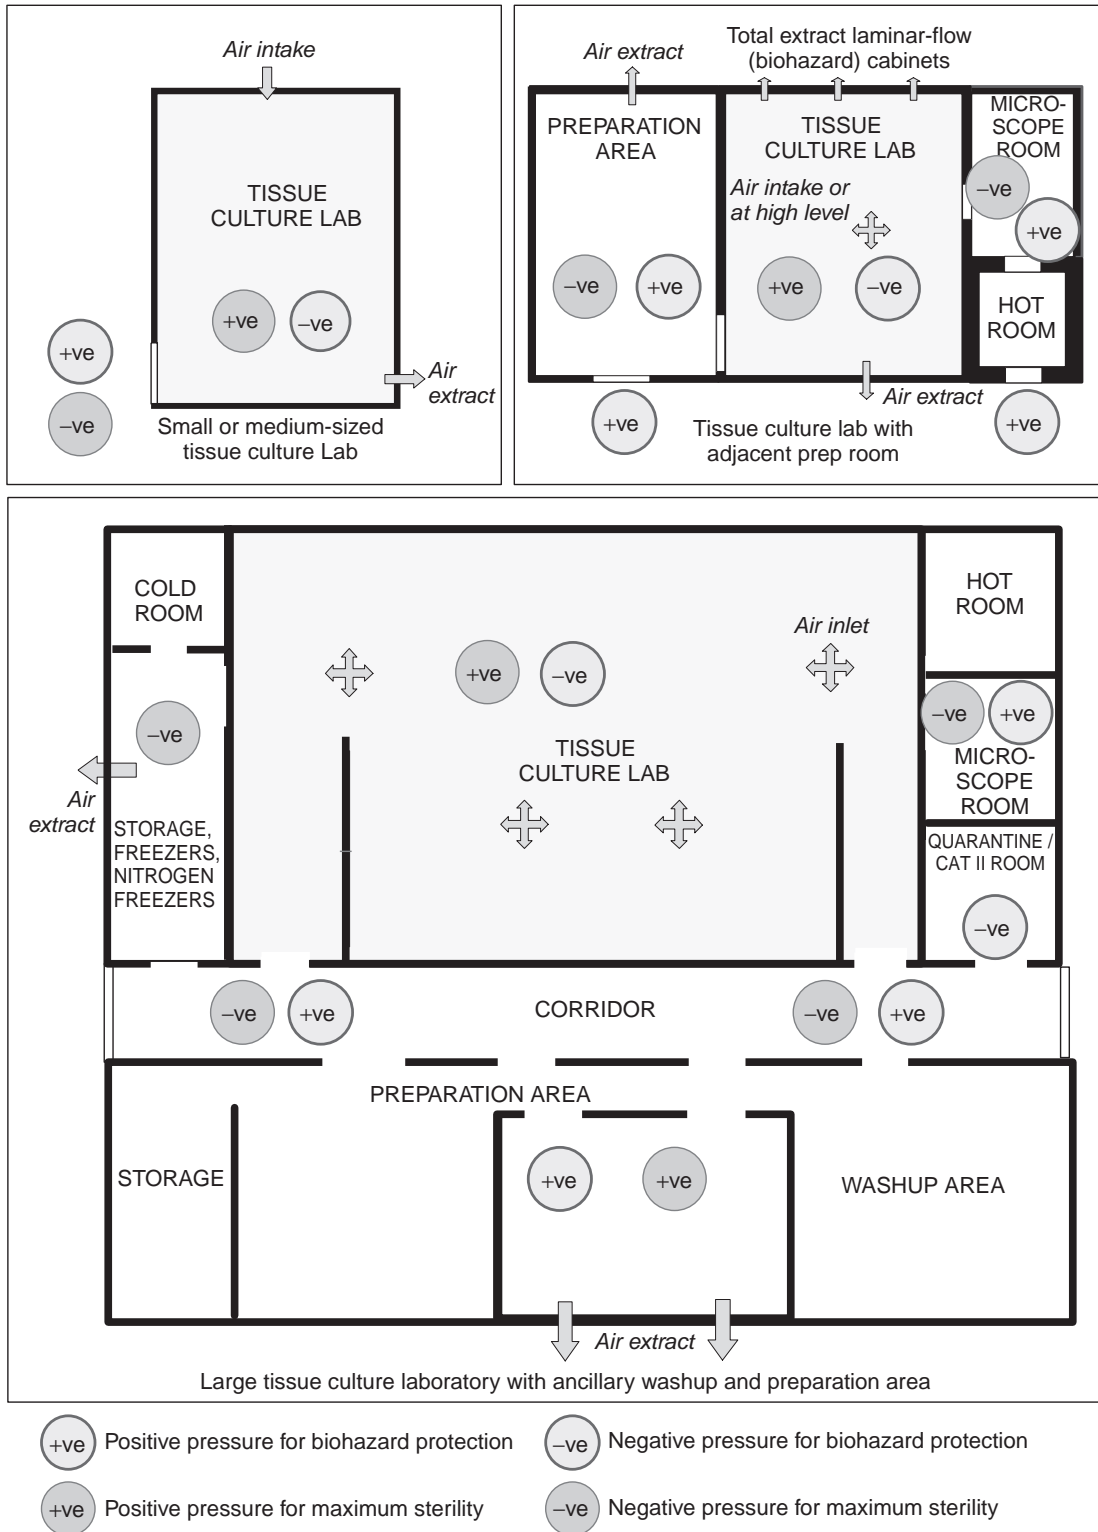 Air intake
TISSUE
CULTURE LAB
+ve
–ve
+ve
–ve
Air
extract
Small or medium-sized
tissue culture Lab
Total extract laminar-flow
(biohazard) cabinets
Air extract
PREPARATION
AREA
TISSUE
CULTURE LAB
MICRO-
SCOPE
ROOM
Air intake or
at high level
–ve
+ve
–ve
+ve
+ve
–ve
HOT
ROOM
Air extract
+ve
+ve
Tissue culture lab with
adjacent prep room
COLD
ROOM
HOT
ROOM
Air inlet
+ve
–ve
–ve
–ve
+ve
TISSUE
CULTURE LAB
MICRO-
SCOPE
ROOM
Air
extract
STORAGE,
FREEZERS,
NITROGEN
FREEZERS
QUARANTINE /
CAT II ROOM
–ve
–ve
+ve
CORRIDOR
–ve
+ve
PREPARATION AREA
STORAGE
+ve
+ve
WASHUP AREA
Air extract
Large tissue culture laboratory with ancillary washup and preparation area
+ve Positive pressure for biohazard protection
–ve Negative pressure for biohazard protection
+ve Positive pressure for maximum sterility
–ve Negative pressure for maximum sterility